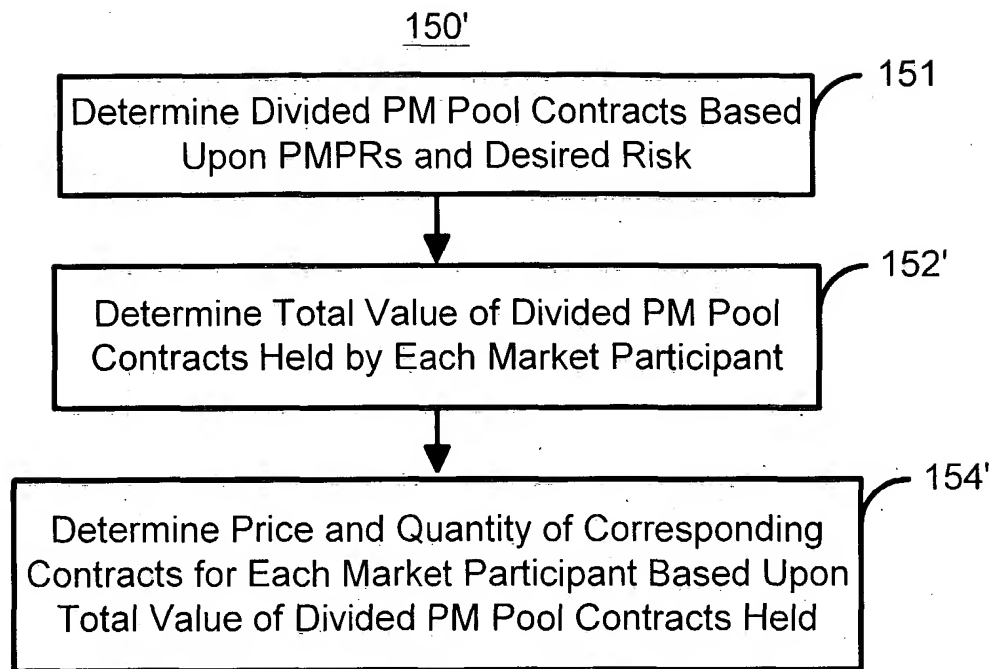 150'
151
Determine Divided PM Pool Contracts Based
Upon PMPRs and Desired Risk
152'
Determine Total Value of Divided PM Pool
Contracts Held by Each Market Participant
154'
Determine Price and Quantity of Corresponding
Contracts for Each Market Participant Based Upon
Total Value of Divided PM Pool Contracts Held